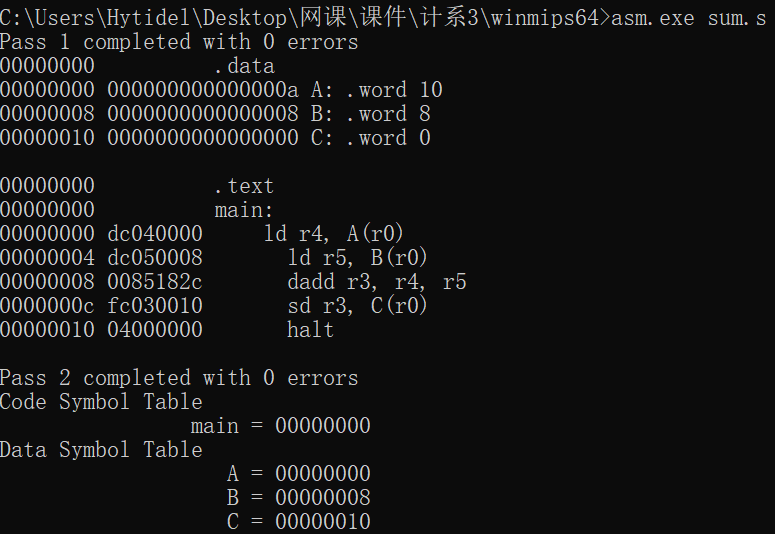 C:\Users\Hytidel\Desktop\网课\课件\计系3\winmips64>asm.exe sum.s
Pass 1 completed with 0 errors
00000000          .data
00000000 000000000000000a A: .word 10
00000008 0000000000000008 B: .word 8
00000010 0000000000000000 C: .word 0

00000000          .text
00000000          main:
00000000 dc040000     ld r4, A(r0)
00000004 dc050008       ld r5, B(r0)
00000008 0085182c       dadd r3, r4, r5
0000000c fc030010       sd r3, C(r0)
00000010 04000000       halt

Pass 2 completed with 0 errors
Code Symbol Table
                main = 00000000
Data Symbol Table
                   A = 00000000
                   B = 00000008
                   C = 00000010